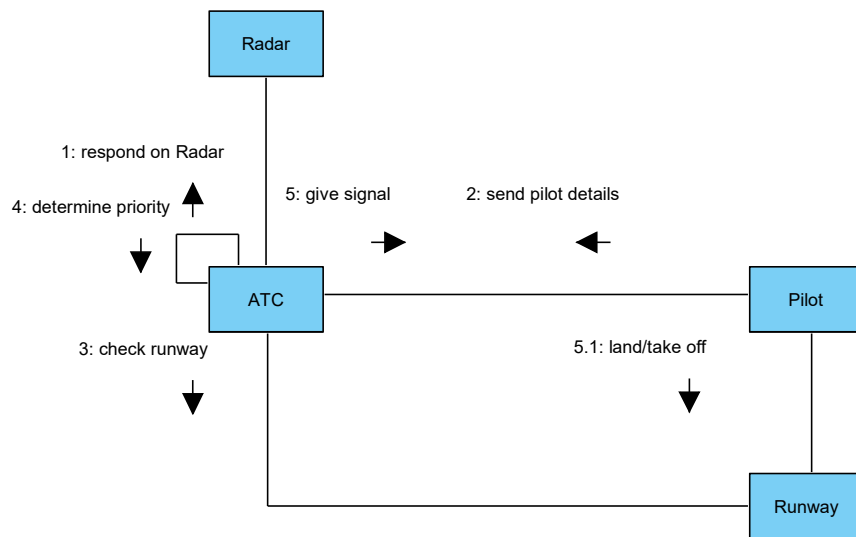 Radar
1: respond on Radar
4: determine priority
5: give signal
2: send pilot details
ATC
Pilot
3: check runway
5.1: land/take off
Runway